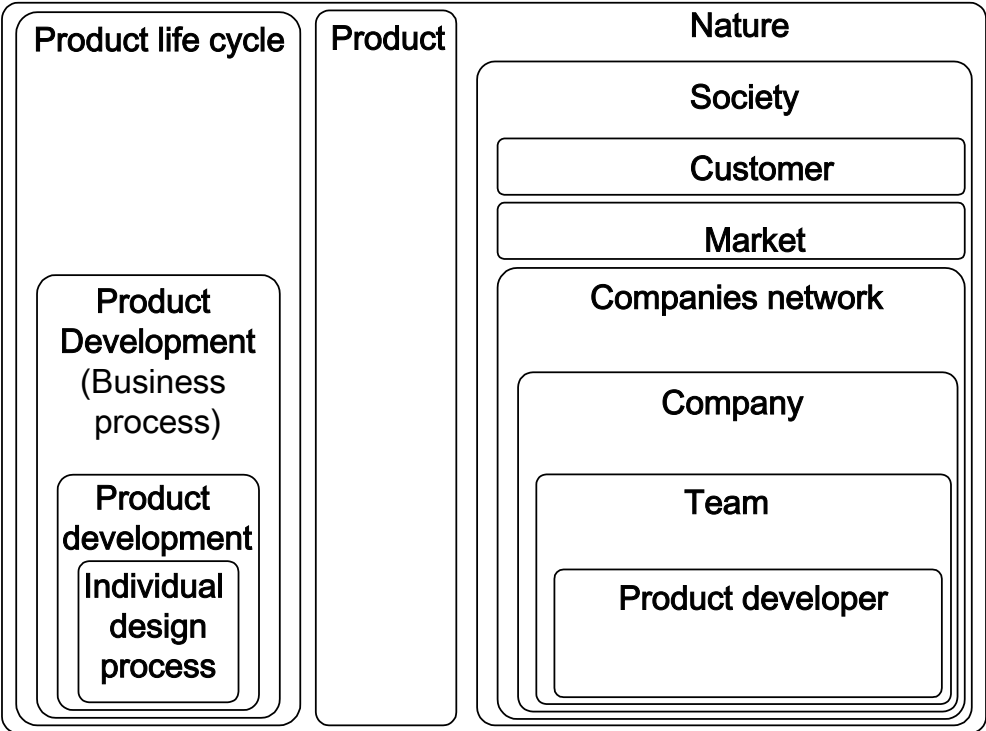 Product life cycle
Product
Development
(Business
process)
Product
development
Individual
design
process
Product
Nature
Society
Customer
Market
Companies network
Company
Team
Product developer